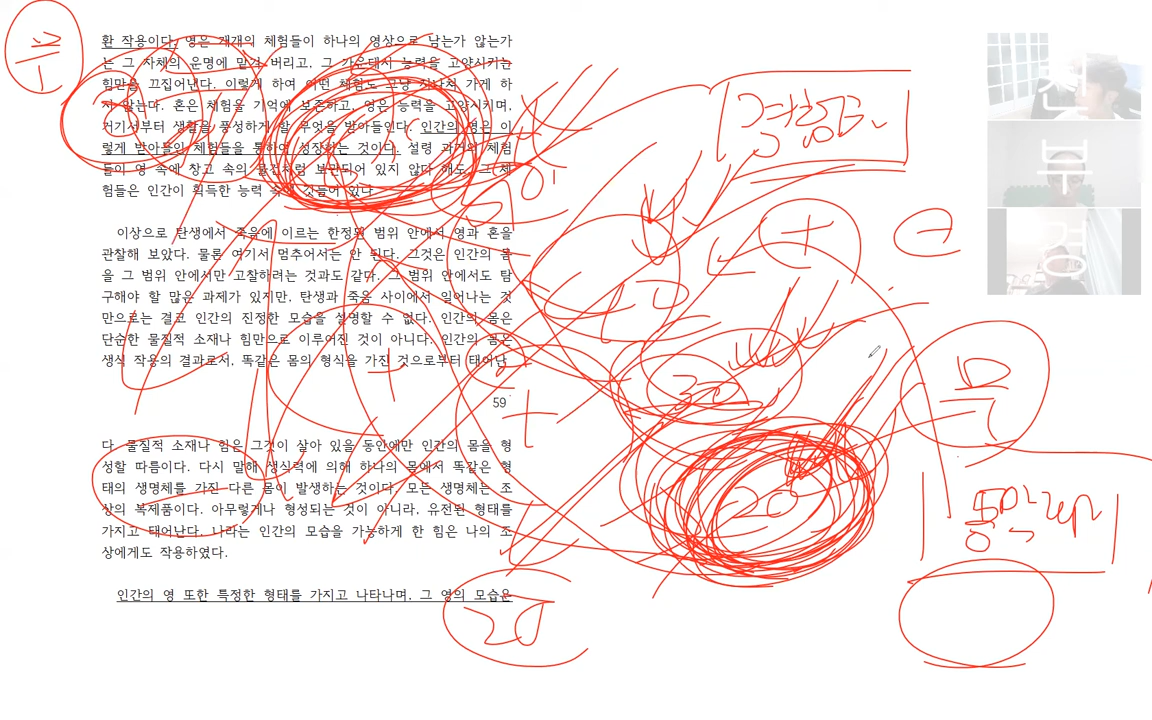 환 작용이다. 영은 개개의 체험들이 하나의 영상으로 남는가 않는가
는 그 자체의 운명에 맡겨 버리고, 그 가운데서 능력을 고양시키는
힘만을 끄집어낸다. 이렇게 하여 어떤 체험도 그냥 지나쳐 가게 하
지 않는다. 혼은 체험을 기억에 보존하고, 영은 능력을 고양시키며,
거기서부터 생활을 풍성하게 할 무엇을 받아들인다. 인간의 영은 이
렇게 받아들인 체험들을 통하여 성장하는 것이다. 설령 과거의 체험
들이 영 속에 창고 속의 물건처럼 보관되어 있지 않다 해도, 그 체
험들은 인간이 획득한 능력 속에 깃들어 있다.
이상으로 탄생에서 죽음에 이르는 한정된 범위 안에서 영과 혼을
관찰해 보았다. 물론 여기서 멈추어서는 안 된다. 그것은 인간의 몸
을 그 범위 안에서만 고찰하려는 것과도 같다. 그 범위 안에서도 탐
구해야 할 많은 과제가 있지만, 탄생과 죽음 사이에서 일어나는 것
만으로는 결코 인간의 진정한 모습을 설명할 수 없다. 인간의 몸은
단순한 물질적 소재나 힘만으로 이루어진 것이 아니다. 인간의 몸은
생식 작용의 결과로서, 똑같은 몸의 형식을 가진 것으로부터 태어난
59
다. 물질적 소재나 힘은 그것이 살아 있을 동안에만 인간의 몸을 형
성할 따름이다. 다시 말해 생식력에 의해 하나의 몸에서 똑같은 형
태의 생명체를 가진 다른 몸이 발생하는 것이다. 모든 생명체는 조
상의 복제품이다. 아무렇게나 형성되는 것이 아니라, 유전된 형태를
가지고 태어난다. 나라는 인간의 모습을 가능하게 한 힘은 나의 조
상에게도 작용하였다.
인간의 영 또한 특정한 형태를 가지고 나타나며, 그 영의 모습은
+
30
20
+